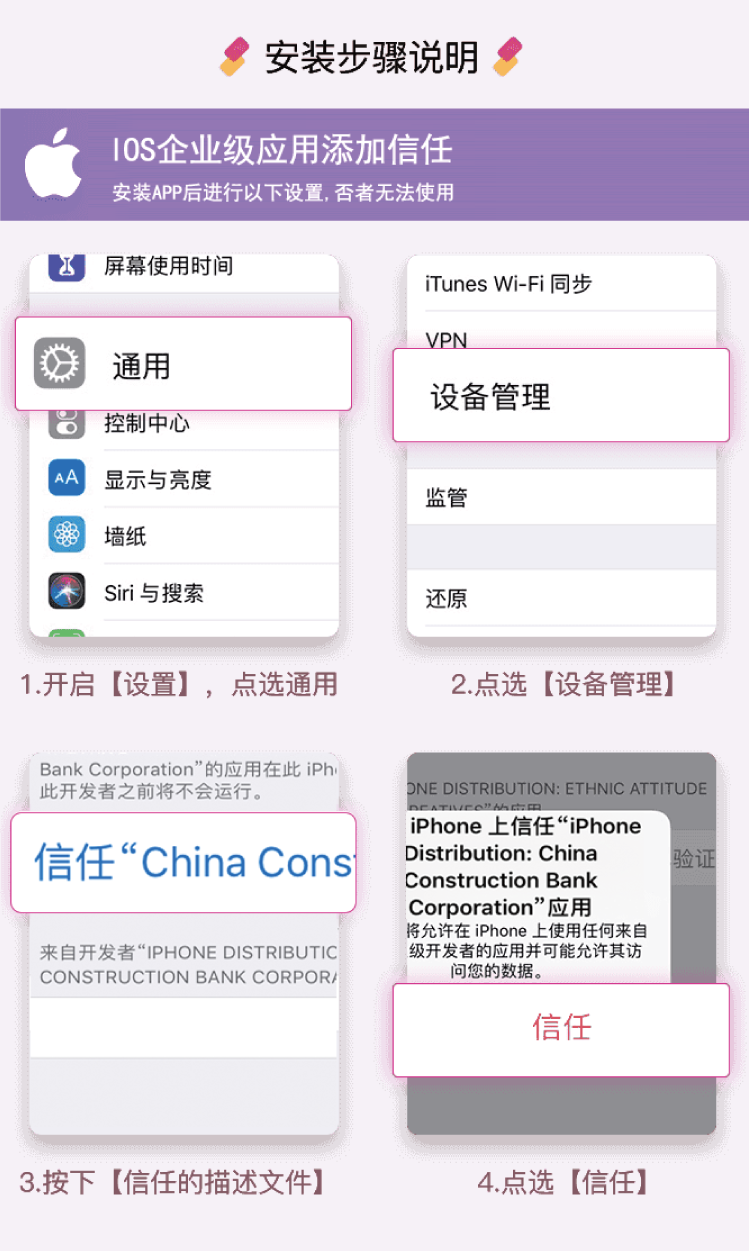 安装步骤说明
IOS企业级应用添加信任
安装APP后进行以下设置,否者无法使用
屏幕使用时间
通用
控制中心
AA
显示与亮度
墙纸
Siri 与搜索
1.开启【设置】，点选通用
iTunes Wi-Fi 同步
VPN
设备管理
监管
还原
2.点选【设备管理】
Bank Corporation”的应用在此 iPh
此开发者之前将不会运行。
信任“China Cons
来自开发者“IPHONE DISTRIBUTIO
CONSTRUCTION BANK CORPORA
3.按下【信任的描述文件】
ONE DISTRIBUTION: ETHNIC ATTITUDE
REATIVES”的应用
验证
iPhone 上信任“iPhone
Distribution: China
Construction Bank
Corporation”应用
将允许在 iPhone 上使用任何来自
级开发者的应用并可能允许其访
问您的数据。
信任
4.点选【信任】